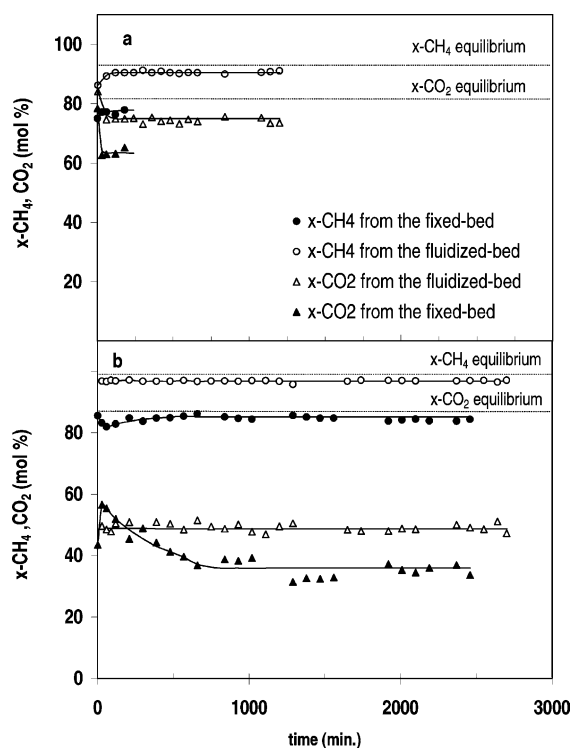 a
100
80
60
40
20
x-CH4, CO2 (mol %)
x-CH4 equilibrium
x-CO2 equilibrium
x-CH4 from the fixed-bed
x-CH4 from the fluidized-bed
x-CO2 from the fluidized-bed
x-CO2 from the fixed-bed
b
80
60
40
20
0
x-CH4 ,CO2 (mol %)
x-CH4 equilibrium
x-CO2 equilibrium
0 1000 2000 3000
time (min.)